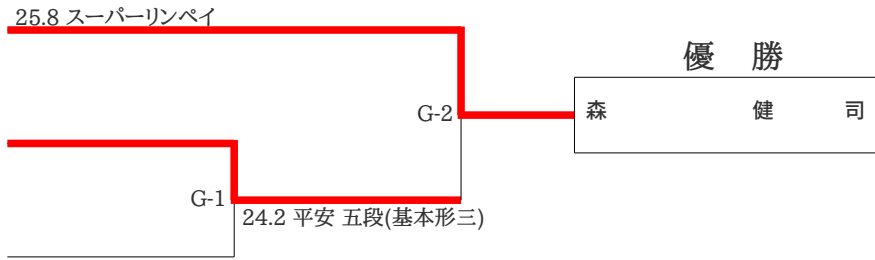 25.8 スーパーリンペイ
優 勝
森 健 司
G-2
G-1
24.2 平安 五段(基本形三)